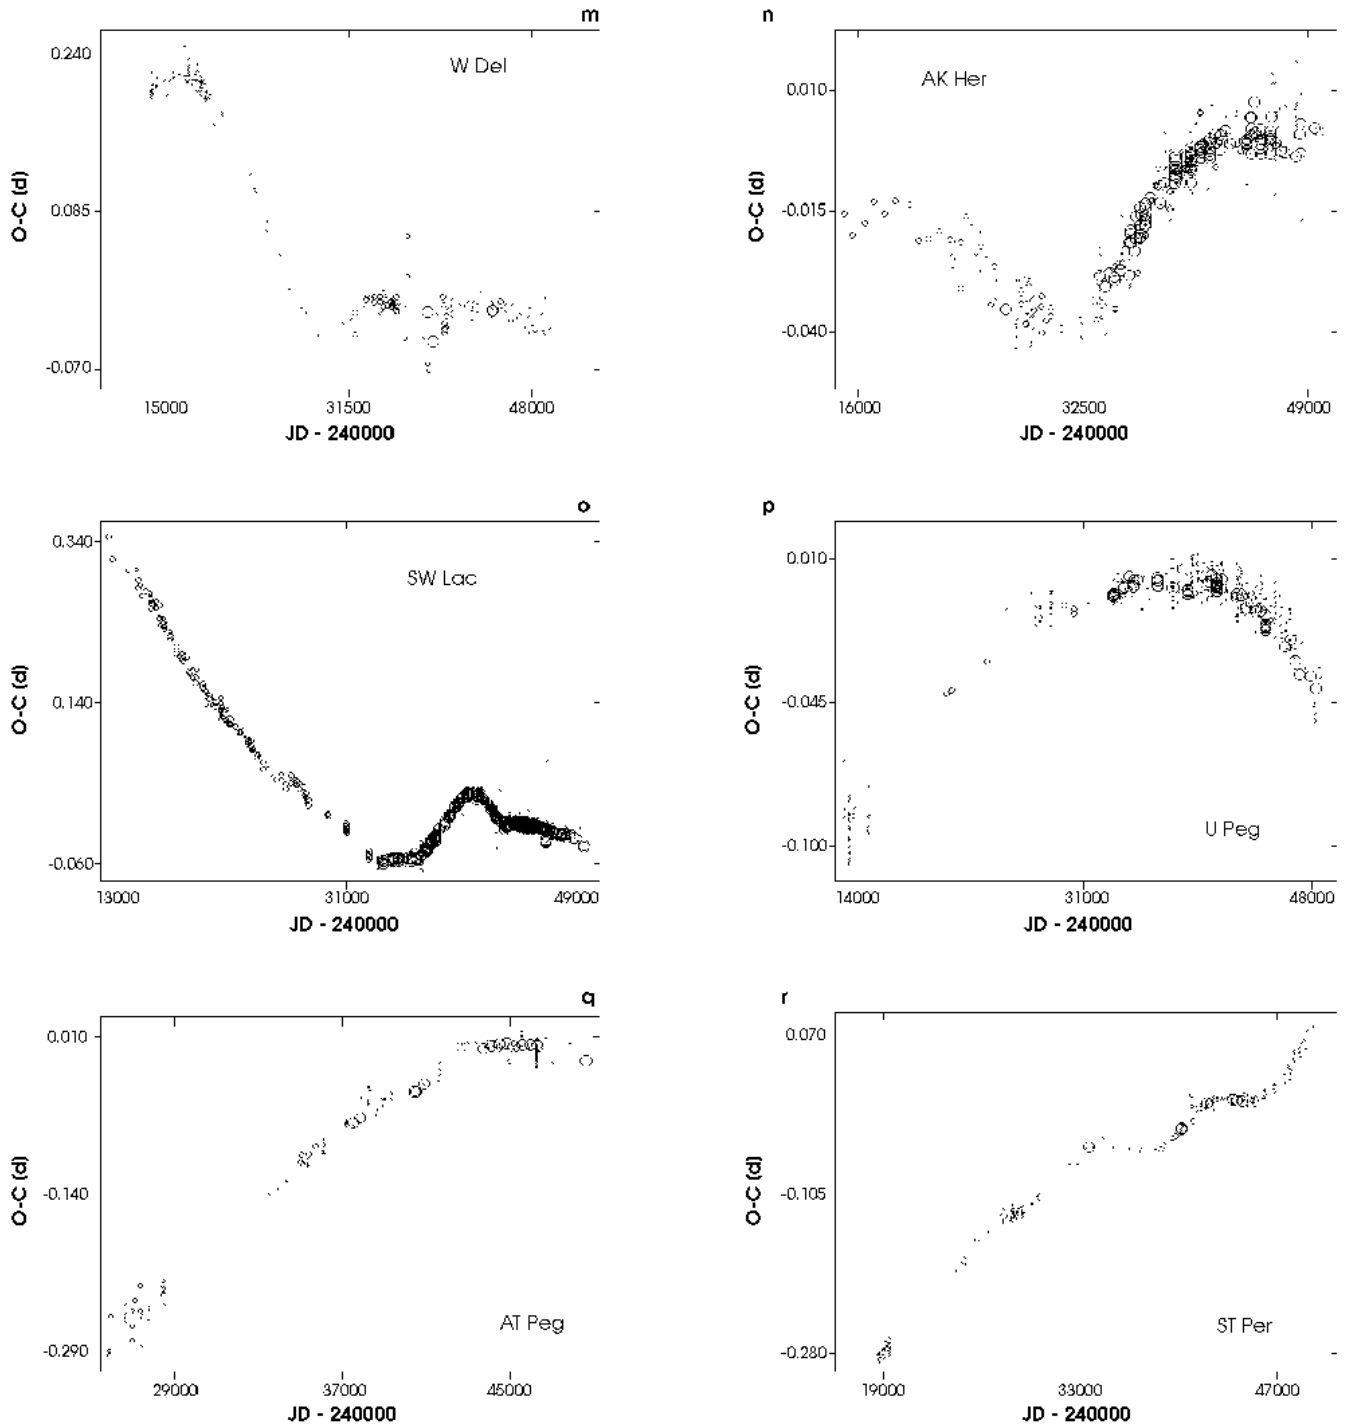 m
n
0.240
W Del
AK Her
0.010
O-C (d)
0.085
O-C (d)
-0.015
-0.040
-0.070
15000 31500 48000
16000 32500 49000
JD - 240000
JD - 240000
o
p
0.340
SW Lac
0.010
O-C (d)
0.140
O-C (d)
-0.045
U Peg
-0.060
-0.100
13000 31000 49000
14000 31000 48000
JD - 240000
JD - 240000
q
r
0.010
0.070
O-C (d)
-0.140
O-C (d)
-0.105
AT Peg
ST Per
-0.290
-0.280
29000 37000 45000
19000 33000 47000
JD - 240000
JD - 240000